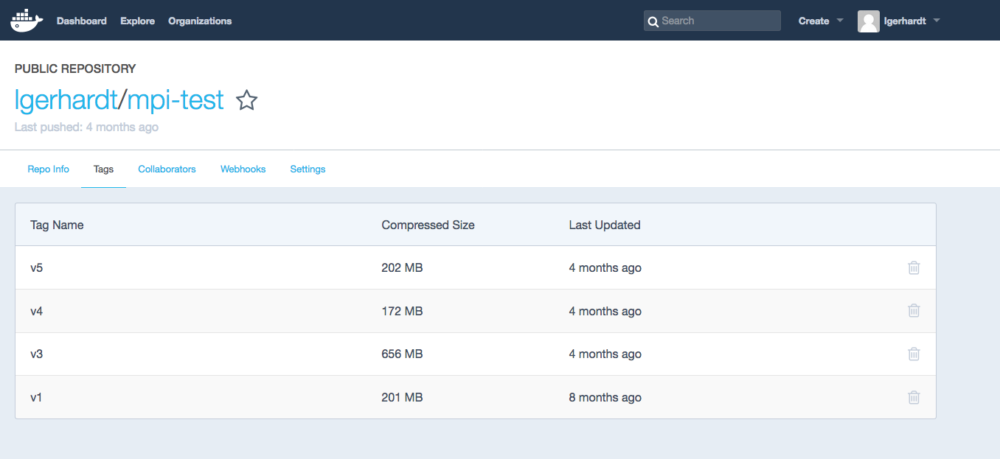 Dashboard Explore Organizations Search Create lgerhardt
PUBLIC REPOSITORY
lgerhardt/mpi-test
Last pushed: 4 months ago
Repo Info Tags Collaborators Webhooks Settings
Tag Name Compressed Size Last Updated
v5 202 MB 4 months ago
v4 172 MB 4 months ago
v3 656 MB 4 months ago
v1 201 MB 8 months ago